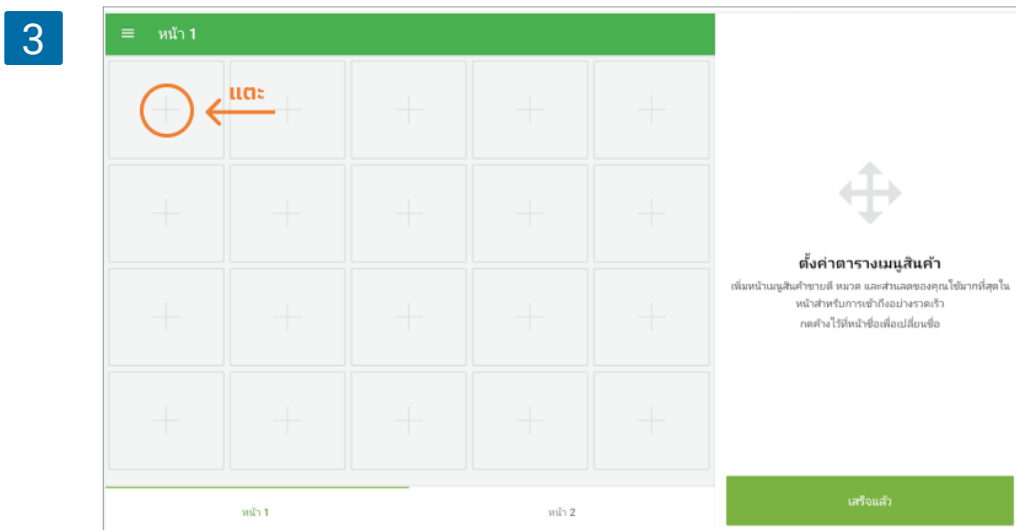 3
หน้า 1
แตะ
ตั้งค่าตารางเมนูสินค้า
เพิ่มหน้าเมนูสินค้าขายดี หมวด และส่วนลดของคุณใช้มากที่สุดใน
หน้าสำหรับการเข้าถึงอย่างรวดเร็ว
กดค้างไว้ที่หน้าชื่อเพื่อเปลี่ยนชื่อ
เสร็จแล้ว
หน้า 1
หน้า 2